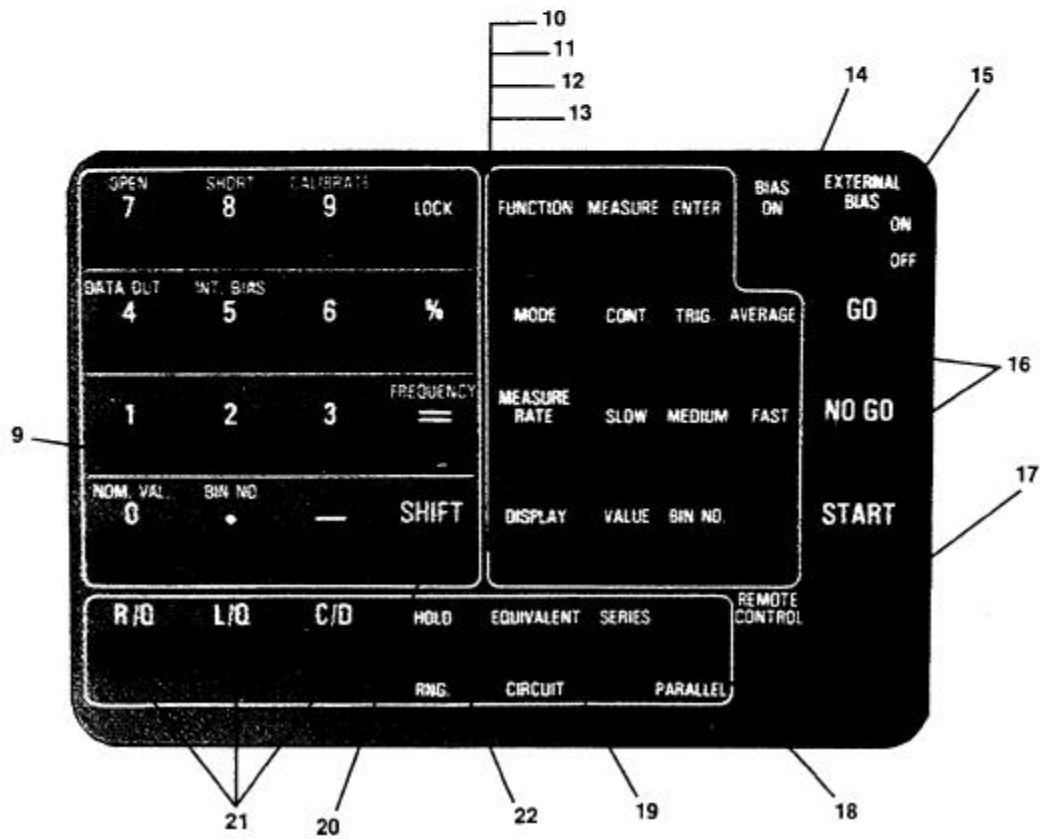 10
11
12
13
14
15
OPEN SHORT CALIBRATE
7 8 9 LOCK
FUNCTION MEASURE ENTER
BIAS ON
EXTERNAL BIAS
ON
OFF
DATA OUT INT. BIAS
4 5 6 %
MODE CONT TRIG. AVERAGE
GO
16
FREQUENCY
1 2 3 =
MEASURE RATE
SLOW MEDIUM FAST
NO GO
9
17
NOM. VAL. BIN NO
0 . — SHIFT
DISPLAY VALUE BIN NO.
START
R/Q L/Q C/D HOLD EQUIVALENT SERIES
REMOTE CONTROL
RNG. CIRCUIT PARALLEL
21 20 22 19 18